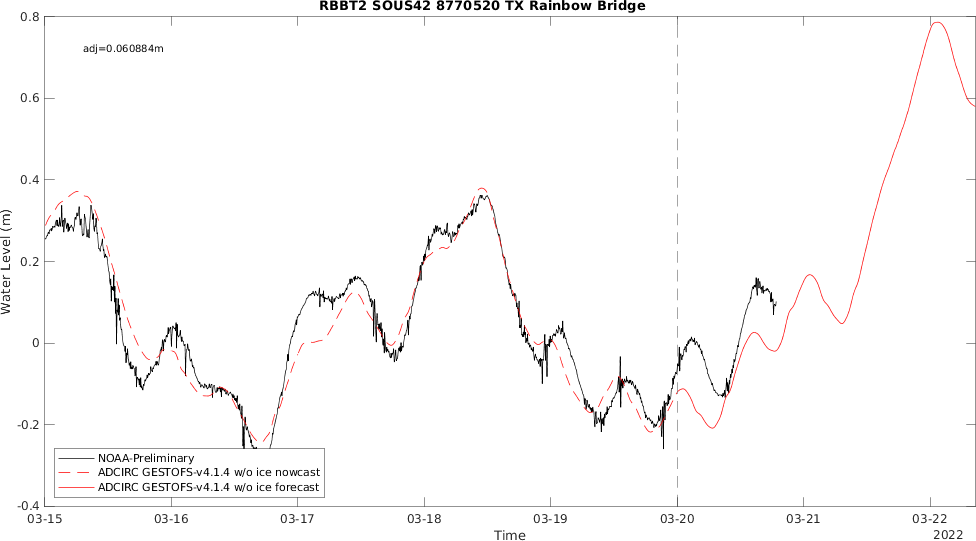 RBBT2 SOUS42 8770520 TX Rainbow Bridge
adj=0.060884m
0.8
0.6
0.4
0.2
0
-0.2
-0.4
Water Level (m)
NOAA-Preliminary
ADCIRC GESTOFS-v4.1.4 w/o ice nowcast
ADCIRC GESTOFS-v4.1.4 w/o ice forecast
03-15 03-16 03-17 03-18 03-19 03-20 03-21 03-22
Time
2022